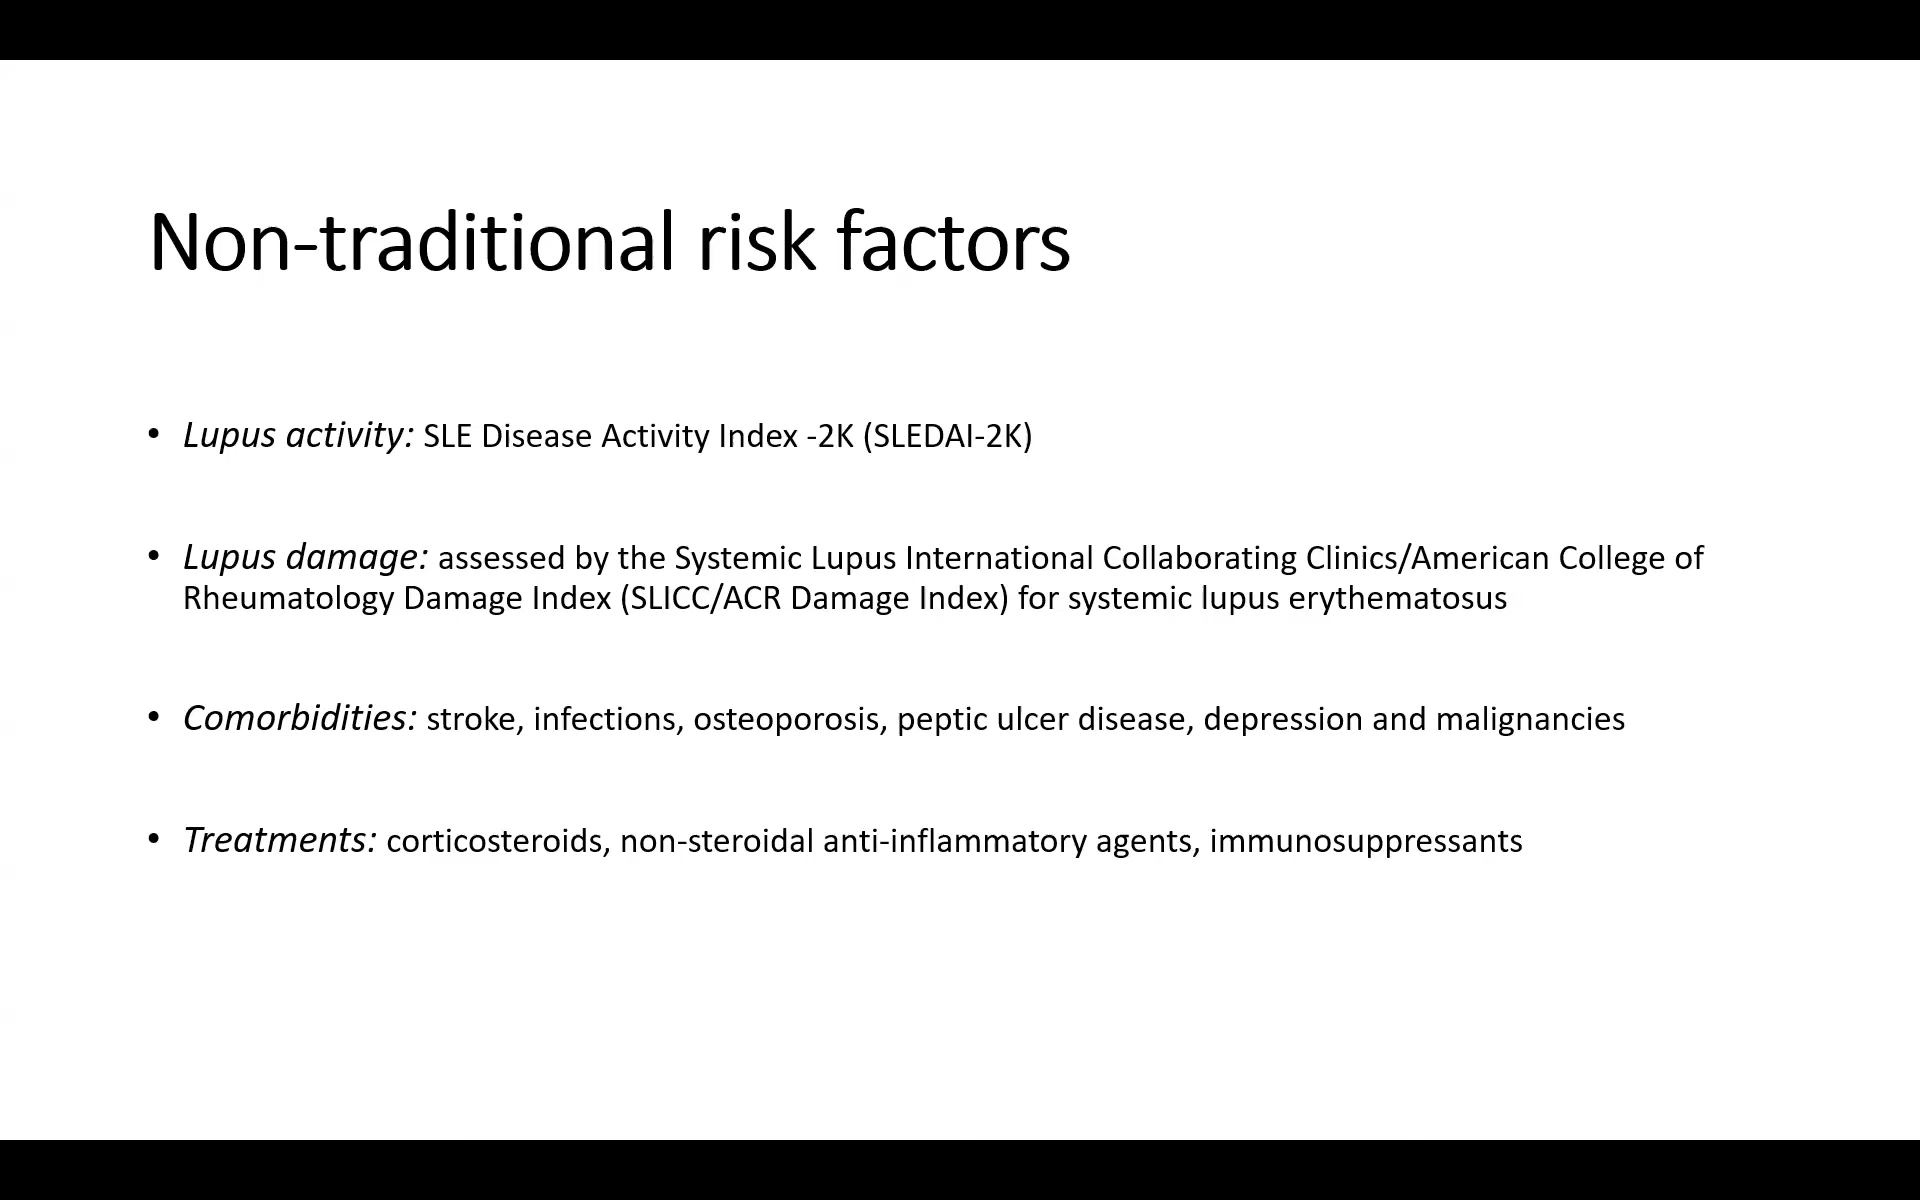 Non-traditional risk factors
• Lupus activity: SLE Disease Activity Index -2K (SLEDAI-2K)
• Lupus damage: assessed by the Systemic Lupus International Collaborating Clinics/American College of
Rheumatology Damage Index (SLICC/ACR Damage Index) for systemic lupus erythematosus
• Comorbidities: stroke, infections, osteoporosis, peptic ulcer disease, depression and malignancies
• Treatments: corticosteroids, non-steroidal anti-inflammatory agents, immunosuppressants